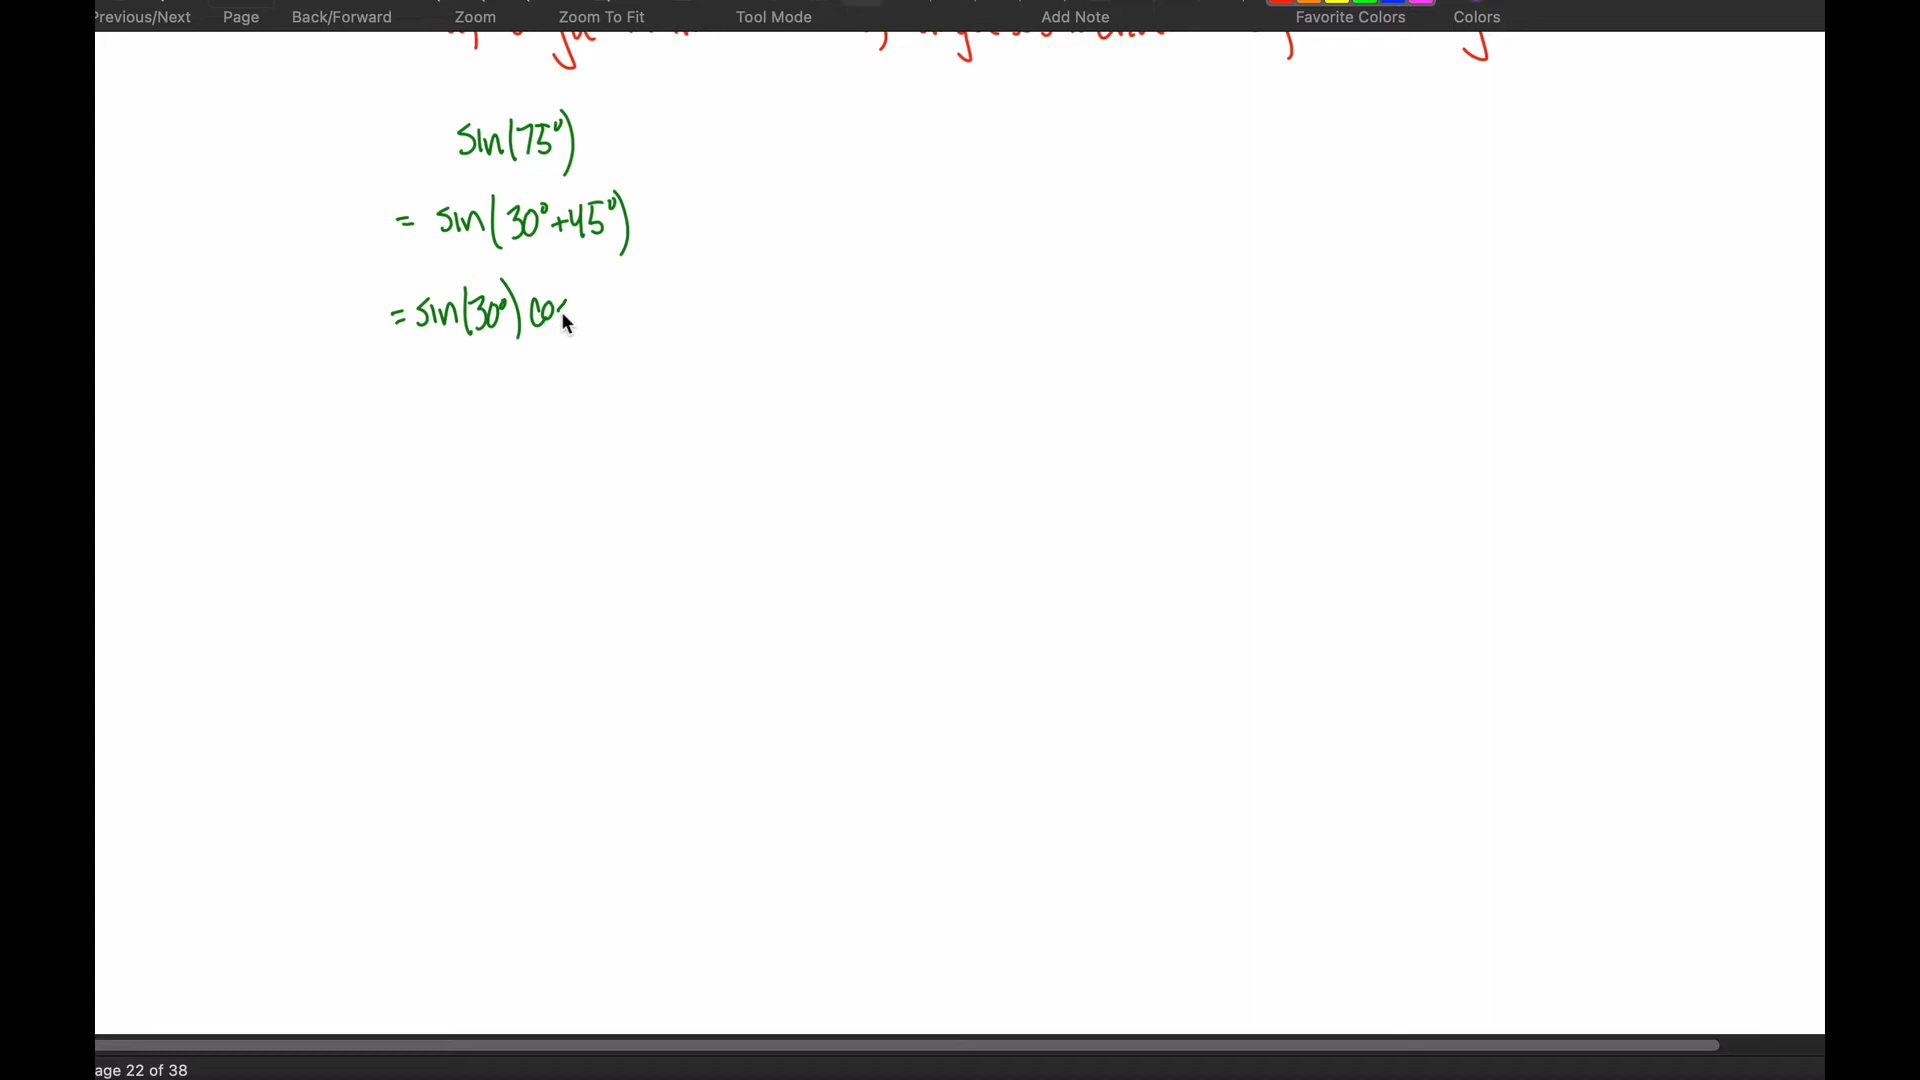 Previous/Next Page Back/Forward Zoom Zoom To Fit Tool Mode Add Note Favorite Colors Colors
sin(75°)
= sin(30°+45°)
= sin(30°) cos
age 22 of 38